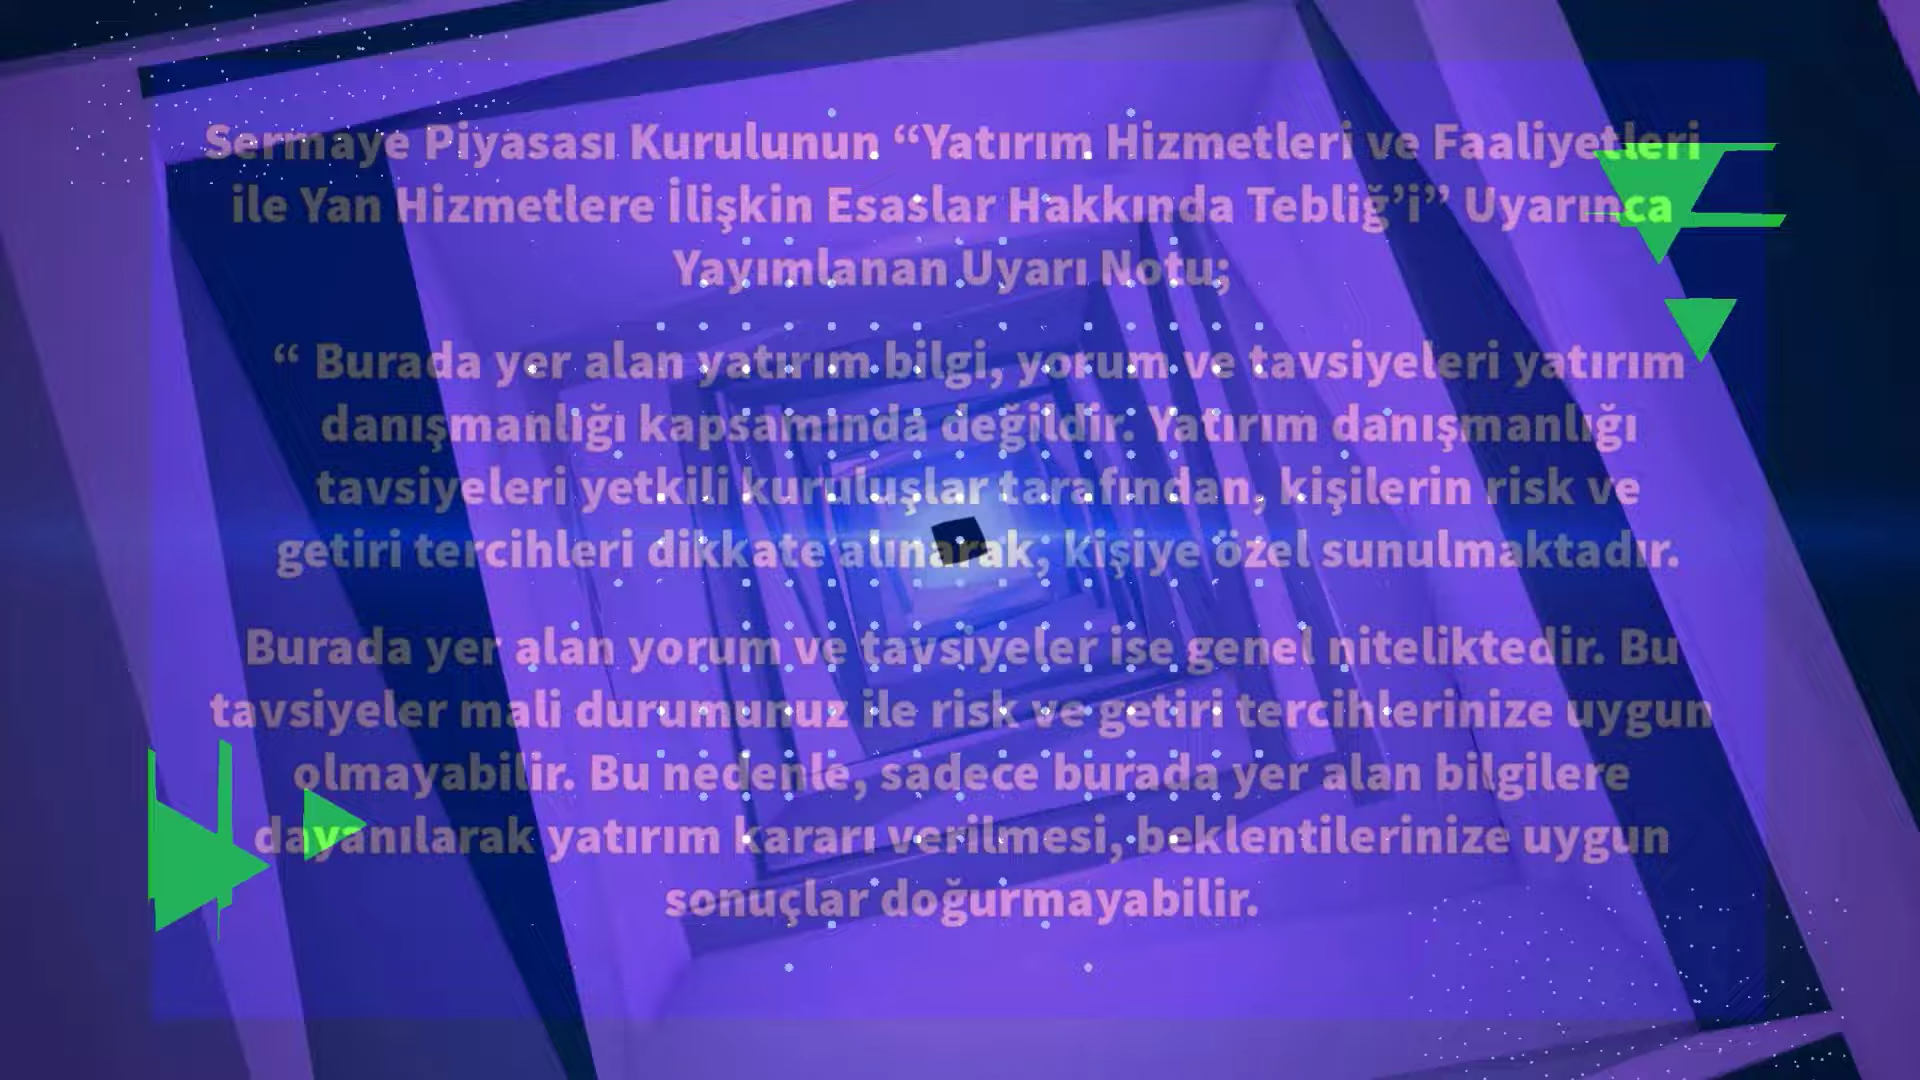 Sermaye Piyasası Kurulunun “Yatırım Hizmetleri ve Faaliyetleri
ile Yan Hizmetlere İlişkin Esaslar Hakkında Tebliğ’i” Uyarınca
Yayımlanan Uyarı Notu;
“ Burada yer alan yatırım bilgi, yorum ve tavsiyeleri yatırım
danışmanlığı kapsamında değildir. Yatırım danışmanlığı
tavsiyeleri yetkili kuruluşlar tarafından, kişilerin risk ve
getiri tercihleri dikkate alınarak, kişiye özel sunulmaktadır.
Burada yer alan yorum ve tavsiyeler ise genel niteliktedir. Bu
tavsiyeler mali durumunuz ile risk ve getiri tercihlerinize uygun
olmayabilir. Bu nedenle, sadece burada yer alan bilgilere
dayanılarak yatırım kararı verilmesi, beklentilerinize uygun
sonuçlar doğurmayabilir.